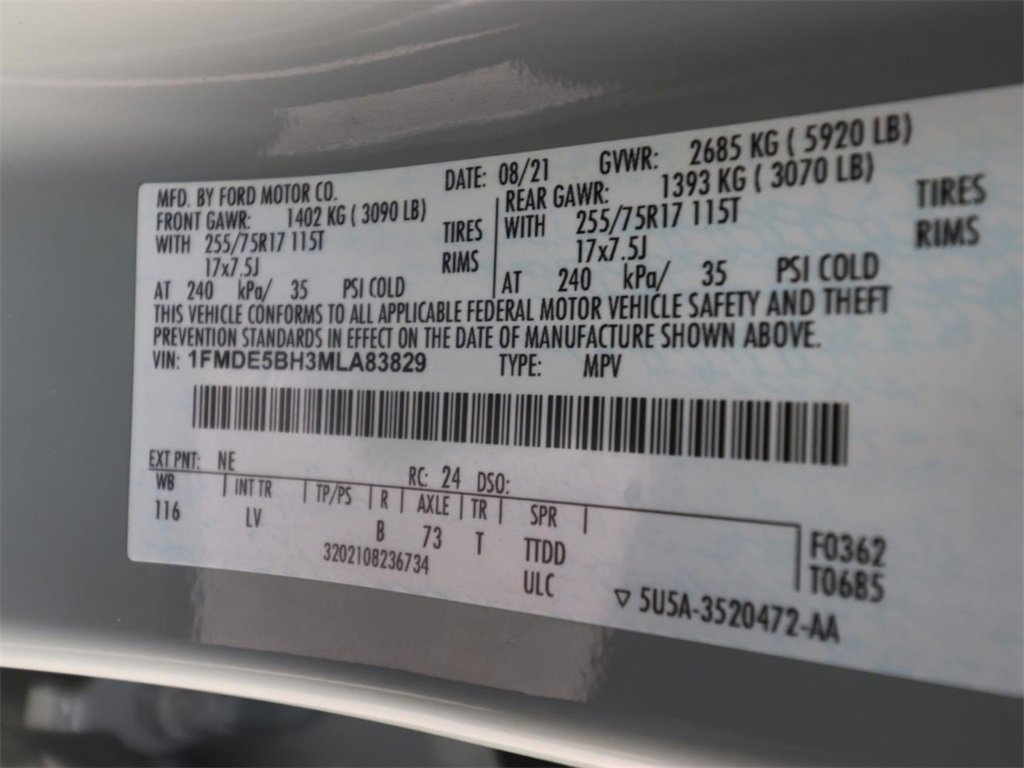 MFD. BY FORD MOTOR CO. DATE: 08/21 GVWR: 2685 KG ( 5920 LB)
FRONT GAWR: 1402 KG ( 3090 LB) REAR GAWR: 1393 KG ( 3070 LB)
WITH 255/75R17 115T TIRES WITH 255/75R17 115T TIRES
17x7.5J RIMS 17x7.5J RIMS
AT 240 kPa/ 35 PSI COLD AT 240 kPa/ 35 PSI COLD
THIS VEHICLE CONFORMS TO ALL APPLICABLE FEDERAL MOTOR VEHICLE SAFETY AND THEFT
PREVENTION STANDARDS IN EFFECT ON THE DATE OF MANUFACTURE SHOWN ABOVE.
VIN: 1FMDE5BH3MLA83829 TYPE: MPV
EXT PNT: NE RC: 24 DSO:
WB INT TR TP/PS R AXLE TR SPR
116 LV B 73 T TTDD F0362
3202108236734 ULC T0685
▽ 5U5A-3520472-AA